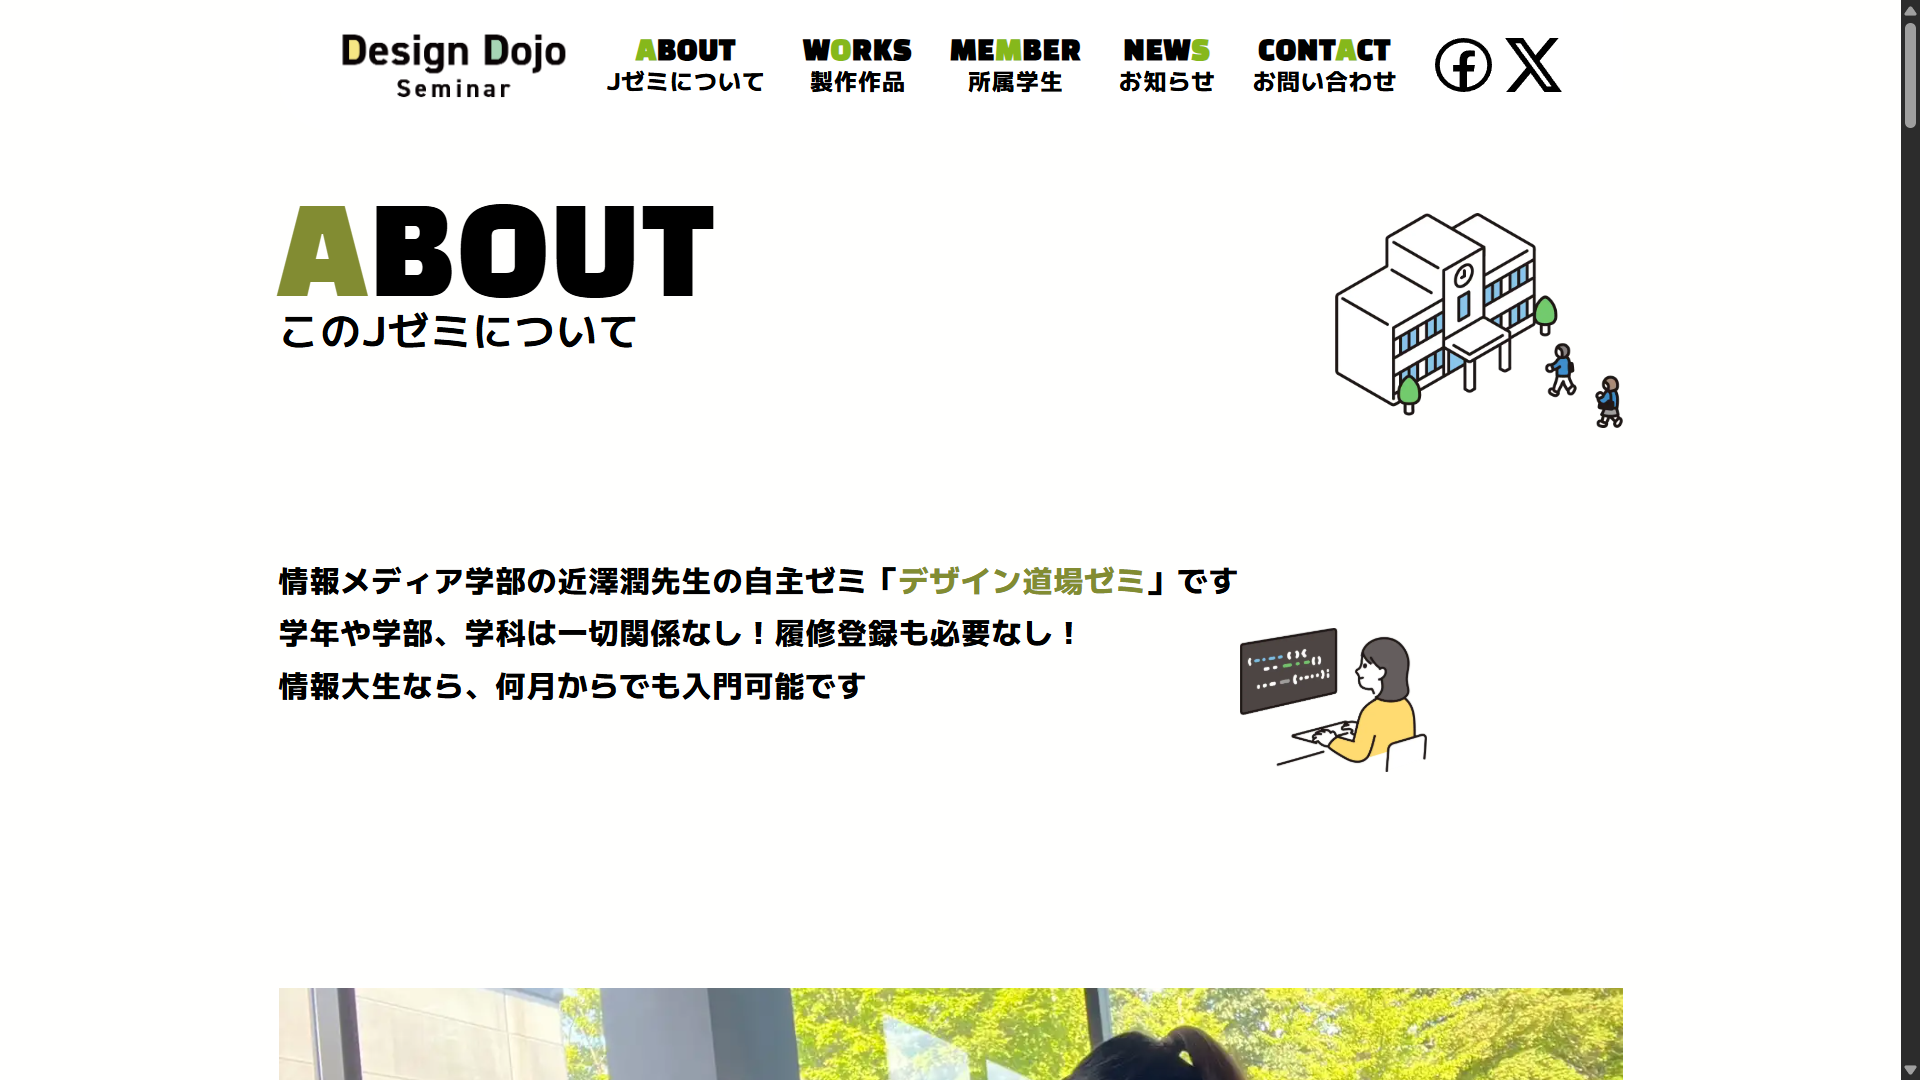 Design Dojo
Seminar
ABOUT
Jゼミについて
WORKS
製作作品
MEMBER
所属学生
NEWS
お知らせ
CONTACT
お問い合わせ
ABOUT
このJゼミについて
情報メディア学部の近澤潤先生の自主ゼミ「デザイン道場ゼミ」です
学年や学部、学科は一切関係なし！履修登録も必要なし！
情報大生なら、何月からでも入門可能です